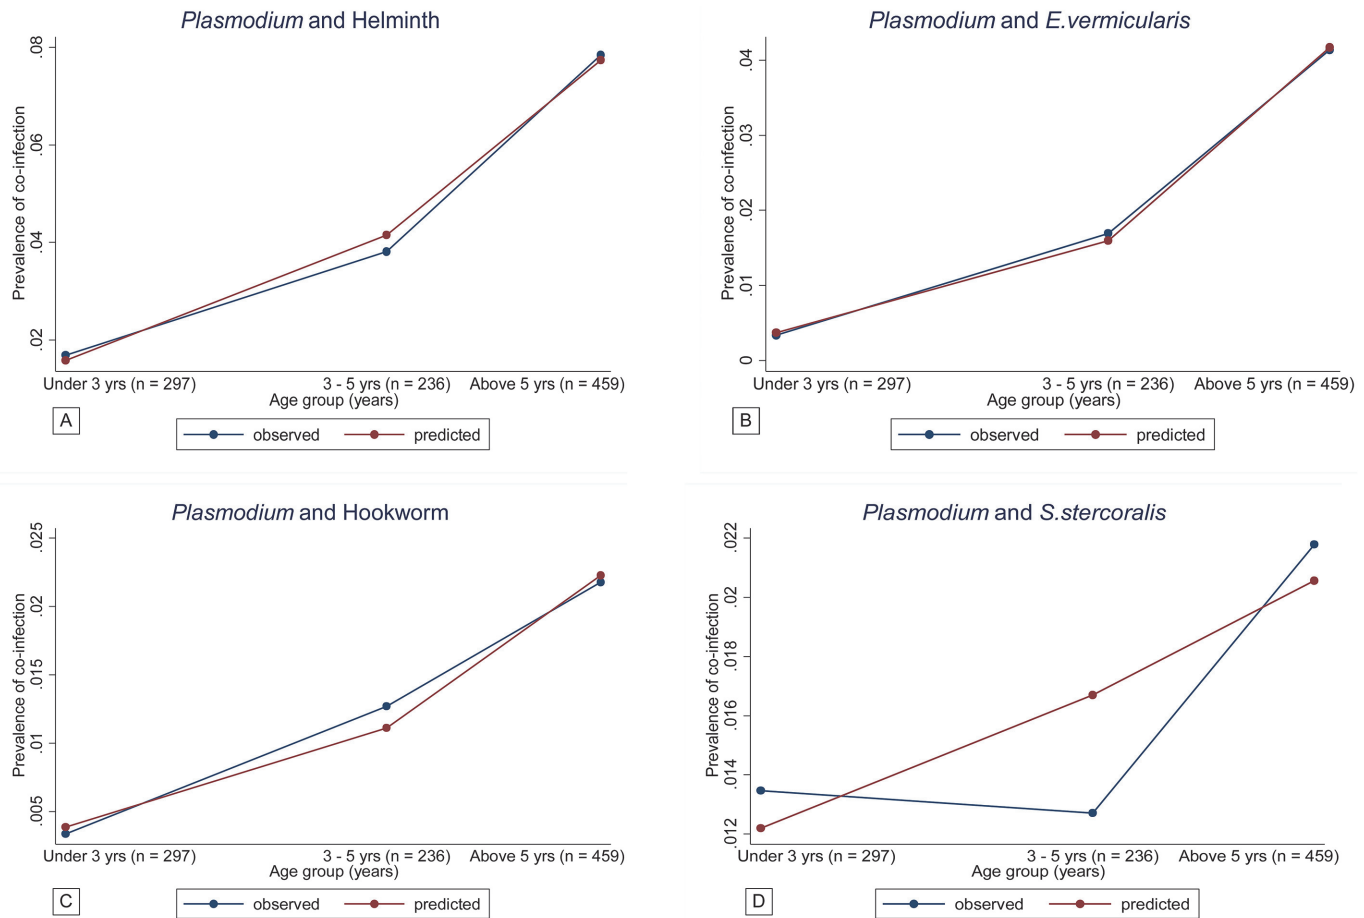 Plasmodium and Helminth
Prevalence of co-infection
.08
.06
.04
.02
Under 3 yrs (n = 297)
3 - 5 yrs (n = 236)
Above 5 yrs (n = 459)
Age group (years)
A
observed
predicted
Plasmodium and E.vermicularis
Prevalence of co-infection
.04
.03
.02
.01
0
Under 3 yrs (n = 297)
3 - 5 yrs (n = 236)
Above 5 yrs (n = 459)
Age group (years)
B
observed
predicted
Plasmodium and Hookworm
Prevalence of co-infection
.025
.02
.015
.01
.005
Under 3 yrs (n = 297)
3 - 5 yrs (n = 236)
Above 5 yrs (n = 459)
Age group (years)
C
observed
predicted
Plasmodium and S.stercoralis
Prevalence of co-infection
.022
.02
.018
.016
.014
.012
Under 3 yrs (n = 297)
3 - 5 yrs (n = 236)
Above 5 yrs (n = 459)
Age group (years)
D
observed
predicted